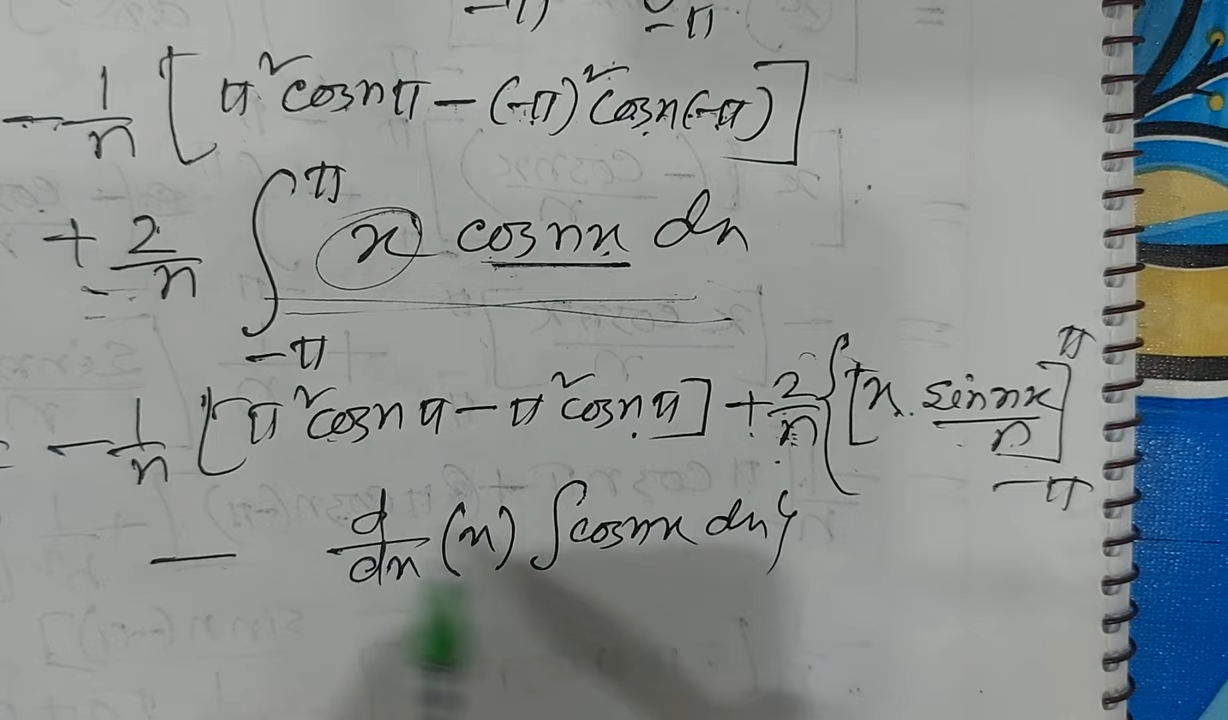 -π) -π
- 1/n [ π² cos nπ - (-π)² cos n(-π) ]
+ 2/n ∫_{-π}^{π} x cos nx dx
= - 1/n [ π² cos nπ - π² cos nπ ] + 2/n { [ x · sin nx / n ]_{-π}^{π}
- d/dx (x) ∫ cos nx dx }